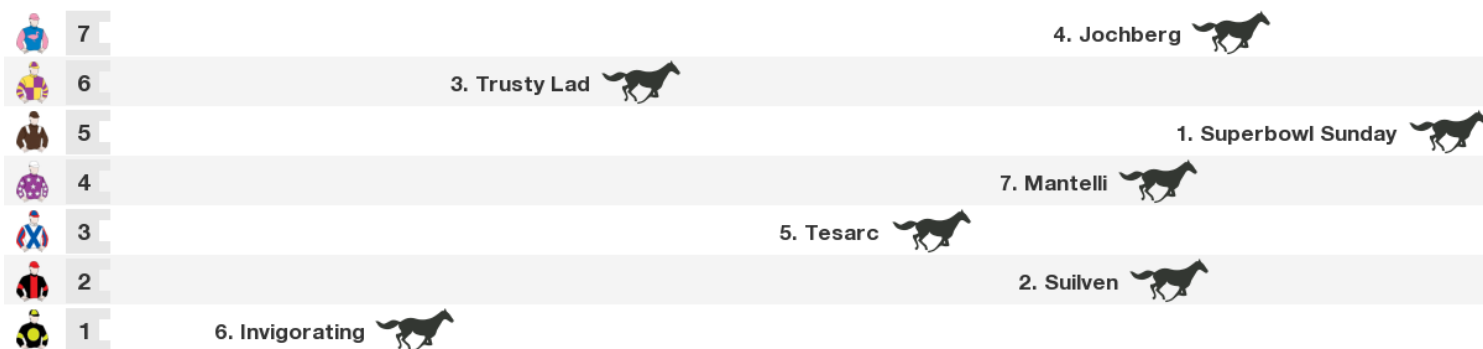 7 4. Jochberg
6 3. Trusty Lad
5 1. Superbowl Sunday
4 7. Mantelli
3 5. Tesarc
2 2. Suilven
1 6. Invigorating